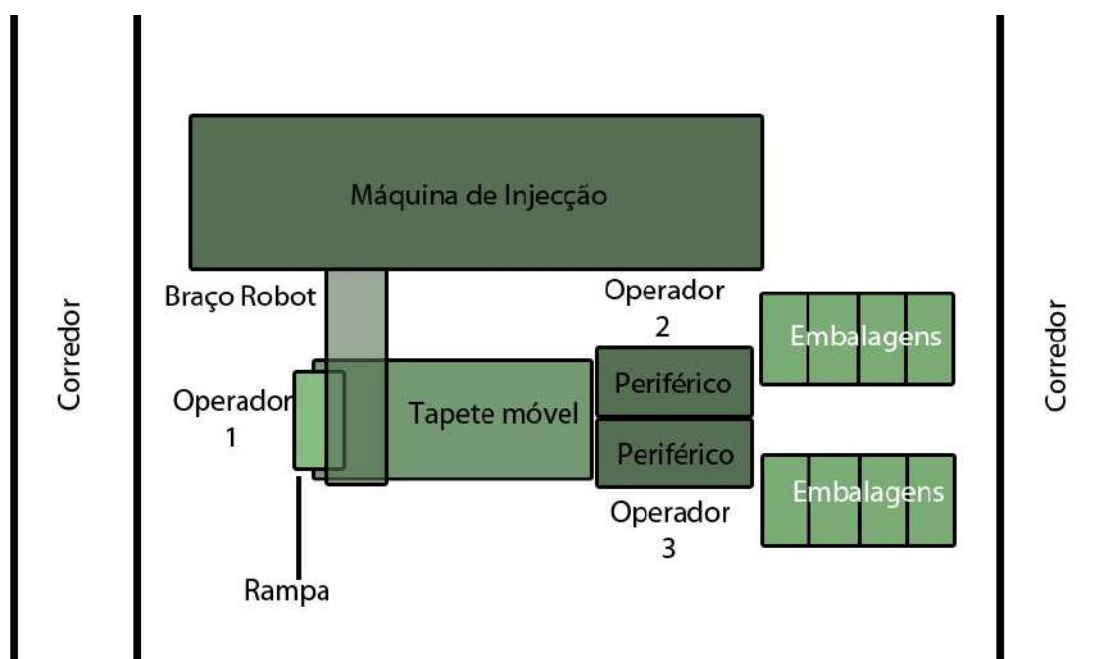 Máquina de Injecção
Braço Robot
Operador
2
Embalagens
Corredor
Corredor
Periférico
Operador
1
Tapete móvel
Periférico
Embalagens
Operador
3
Rampa